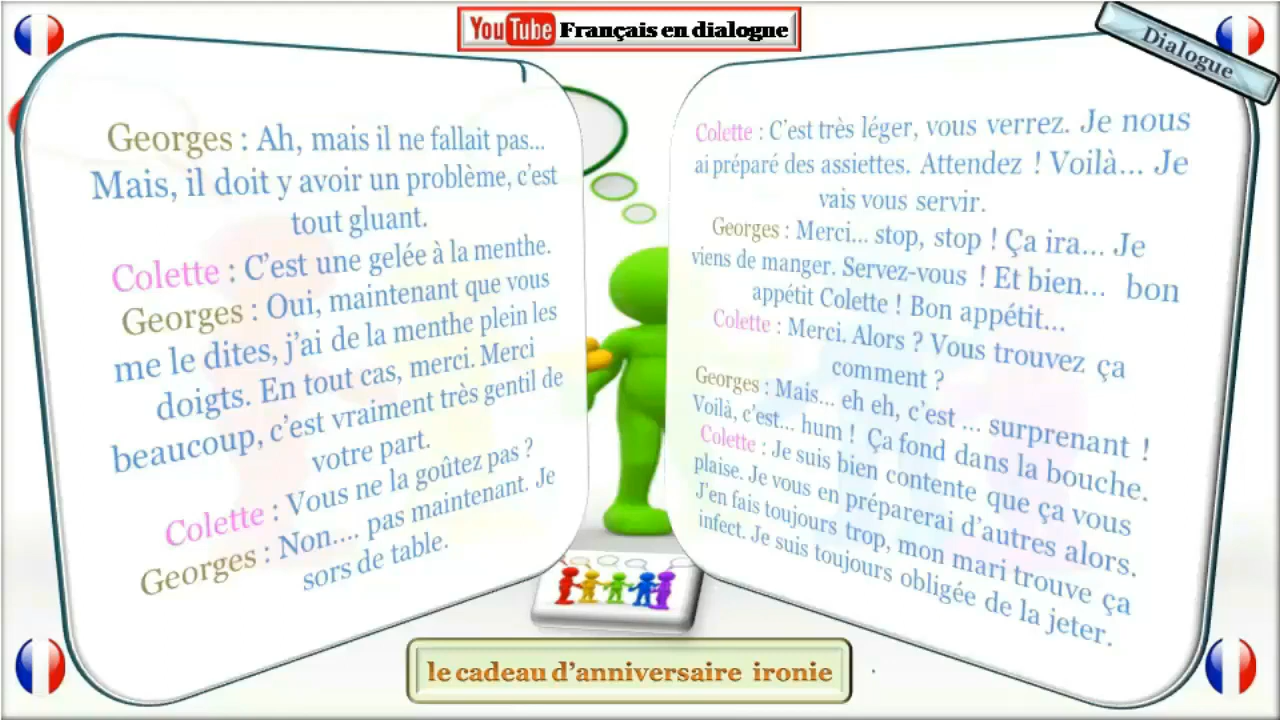 YouTube Français en dialogue
Dialogue
Georges : Ah, mais il ne fallait pas...
Mais, il doit y avoir un problème, c'est
tout gluant.
Colette : C'est une gelée à la menthe.
Georges : Oui, maintenant que vous
me le dites, j'ai de la menthe plein les
doigts. En tout cas, merci. Merci
beaucoup, c'est vraiment très gentil de
votre part.
Colette : Vous ne la goûtez pas ?
Georges : Non.... pas maintenant. Je
sors de table.
Colette : C'est très léger, vous verrez. Je nous
ai préparé des assiettes. Attendez ! Voilà... Je
vais vous servir.
Georges : Merci... stop, stop ! Ça ira... Je
viens de manger. Servez-vous ! Et bien... bon
appétit Colette ! Bon appétit...
Colette : Merci. Alors ? Vous trouvez ça
comment ?
Georges : Mais... eh eh, c'est ... surprenant !
Voilà, c'est... hum ! Ça fond dans la bouche.
Colette : Je suis bien contente que ça vous
plaise. Je vous en préparerai d'autres alors.
J'en fais toujours trop, mon mari trouve ça
infect. Je suis toujours obligée de la jeter.
le cadeau d'anniversaire ironie